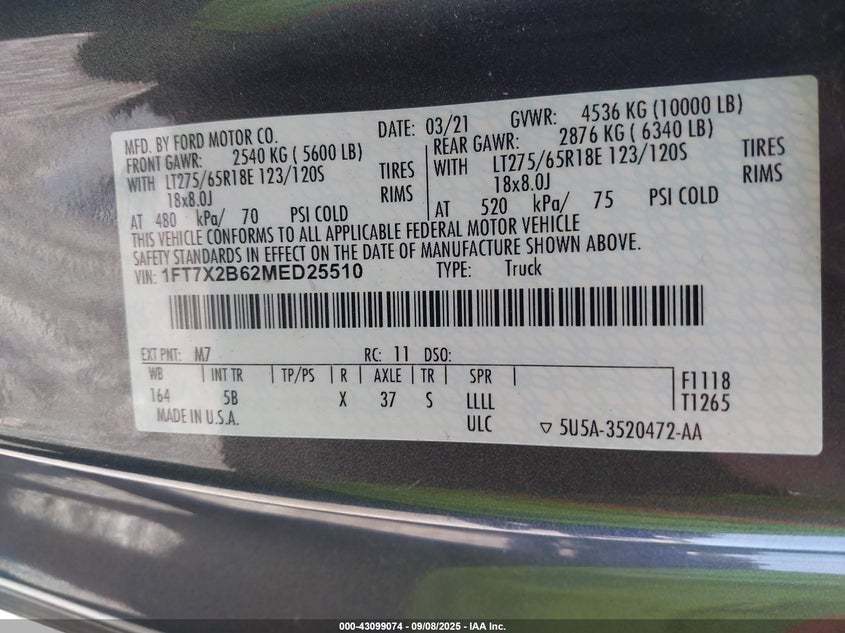 MFD. BY FORD MOTOR CO. DATE: 03/21 GVWR: 4536 KG (10000 LB)
FRONT GAWR: 2540 KG ( 5600 LB) REAR GAWR: 2876 KG ( 6340 LB)
WITH LT275/65R18E 123/120S TIRES WITH LT275/65R18E 123/120S TIRES
18x8.0J RIMS 18x8.0J RIMS
AT 480 kPa/ 70 PSI COLD AT 520 kPa/ 75 PSI COLD
THIS VEHICLE CONFORMS TO ALL APPLICABLE FEDERAL MOTOR VEHICLE
SAFETY STANDARDS IN EFFECT ON THE DATE OF MANUFACTURE SHOWN ABOVE.
VIN: 1FT7X2B62MED25510 TYPE: Truck
EXT PNT: M7 RC: 11 DSO:
WB INT TR TP/PS R AXLE TR SPR F1118
164 5B X 37 S LLLL T1265
MADE IN U.S.A. ULC ▽ 5U5A-3520472-AA
000-43099074 | 09/08/2025 - IAA Inc.